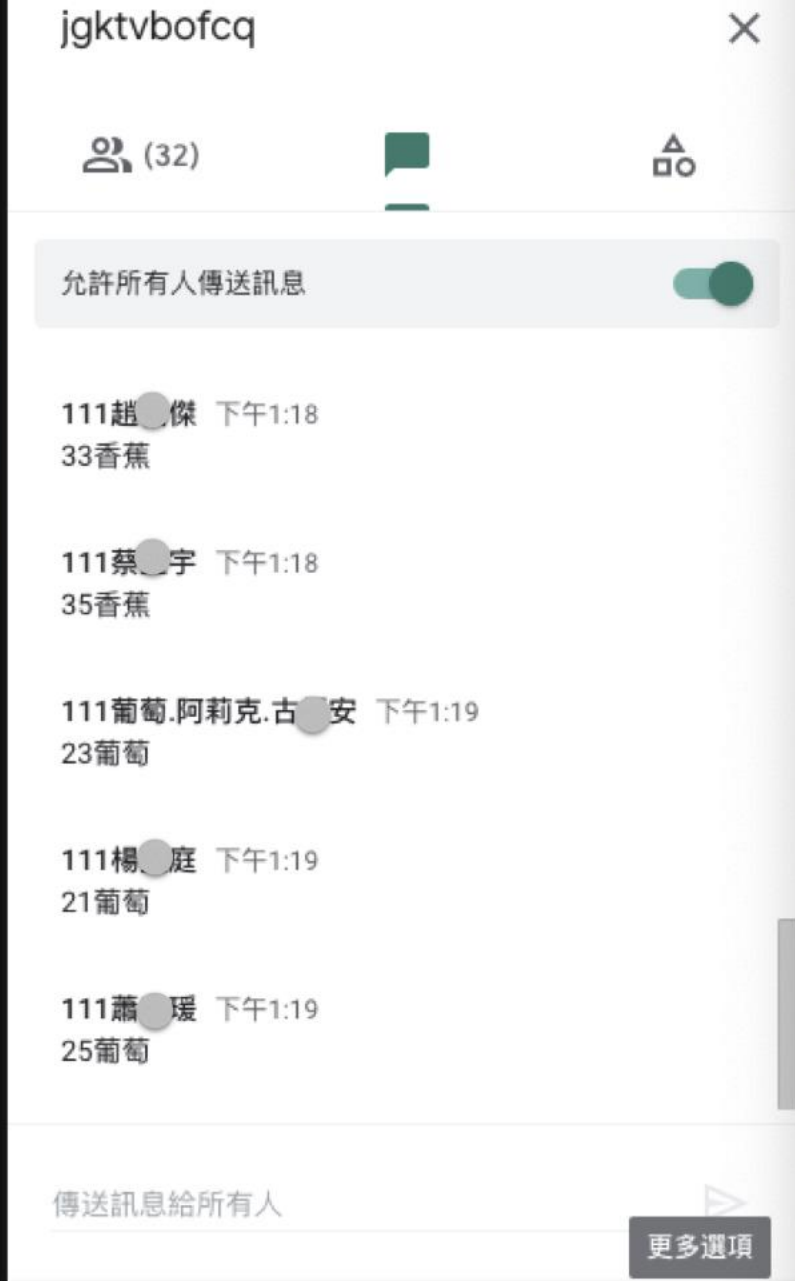 jgktvbofcq
(32)
允許所有人傳送訊息
111趙 傑 下午1:18
33香蕉
111蔡 宇 下午1:18
35香蕉
111葡萄.阿莉克.古 安 下午1:19
23葡萄
111楊 庭 下午1:19
21葡萄
111蕭 瑗 下午1:19
25葡萄
傳送訊息給所有人
更多選項